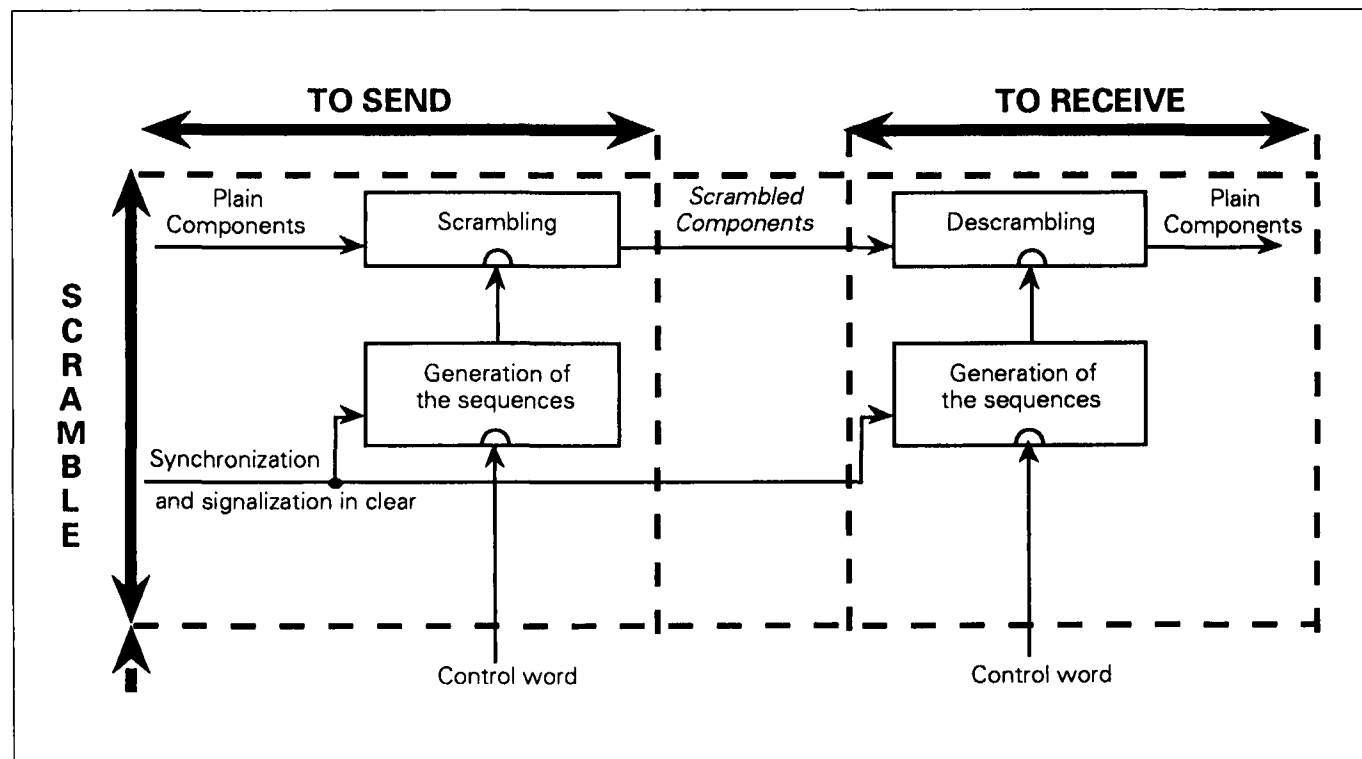 TO SEND
TO RECEIVE
SCRAMBLE
Plain
Components
Scrambling
Scrambled
Components
Descrambling
Plain
Components
Generation of
the sequences
Generation of
the sequences
Synchronization
and signalization in clear
Control word
Control word